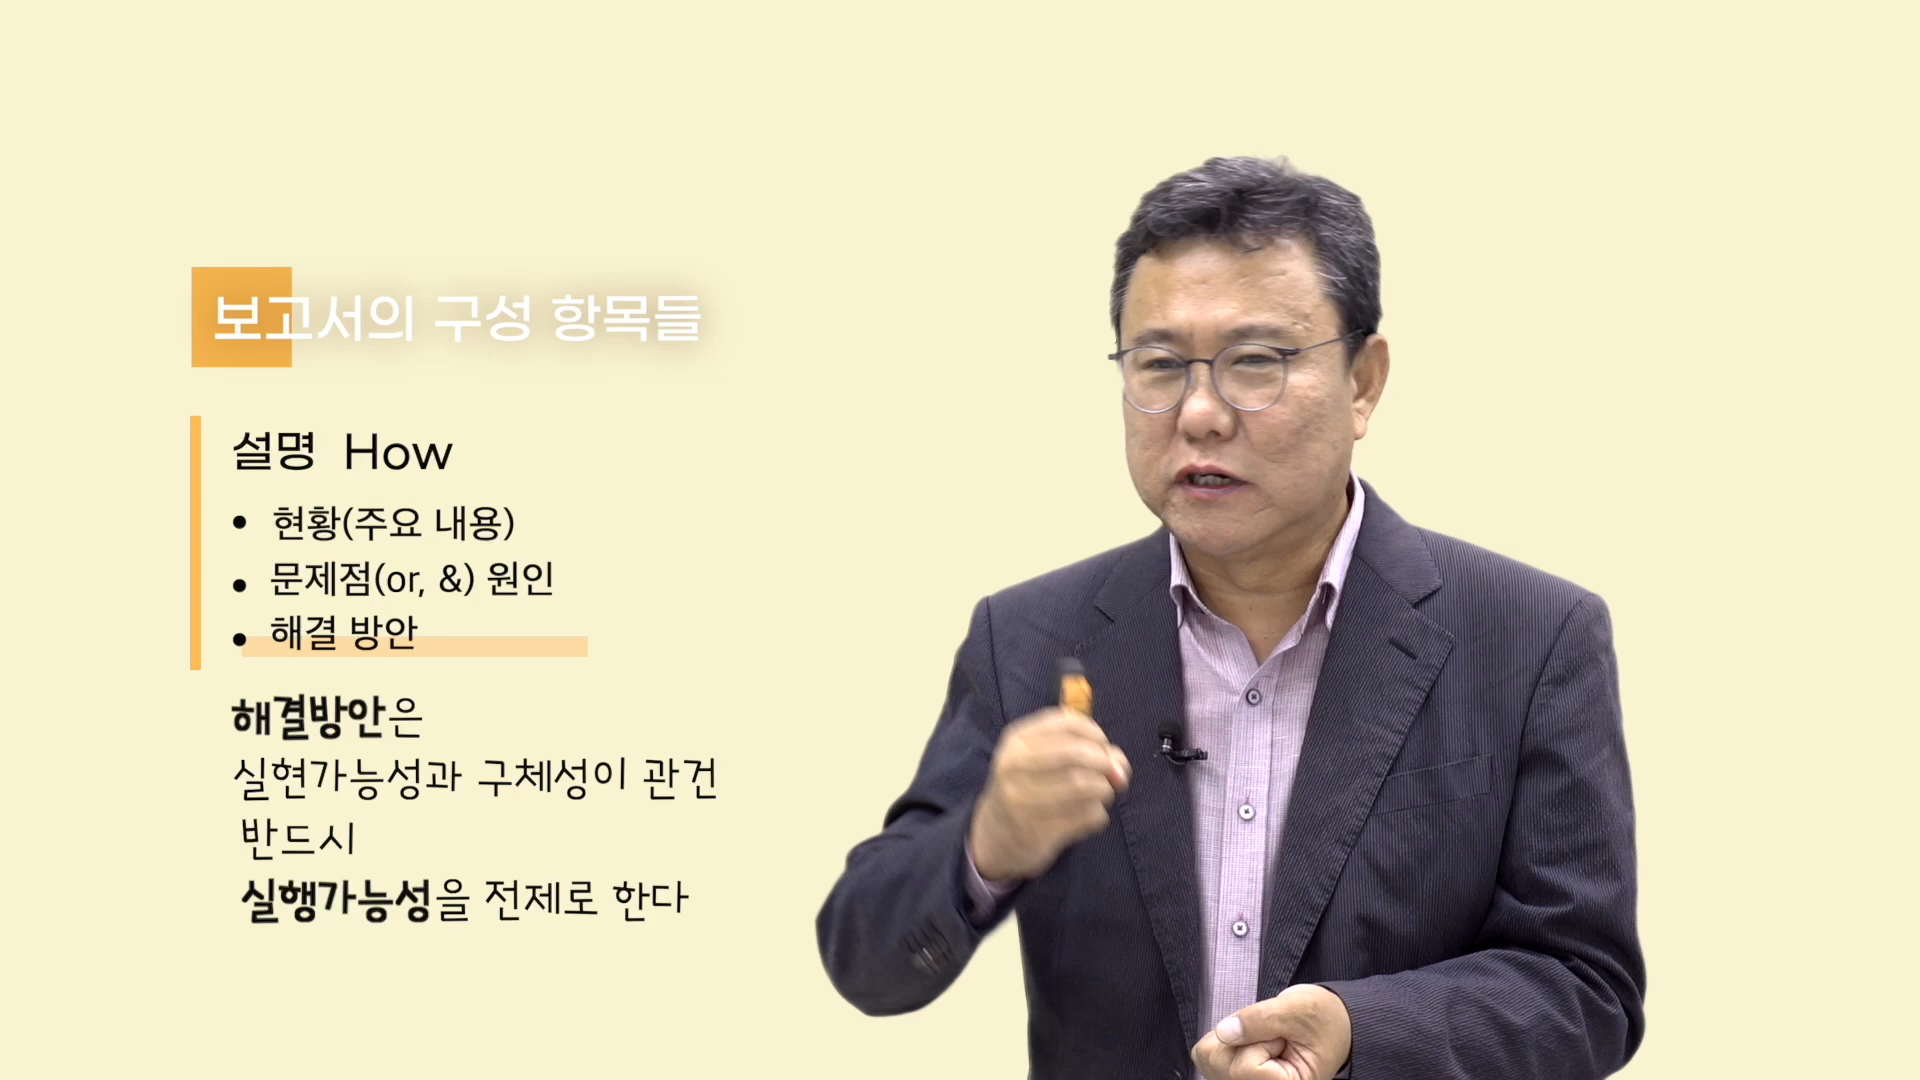 보고서의 구성 항목들
설명 How
• 현황(주요 내용)
• 문제점(or, &) 원인
• 해결 방안
해결방안은
실현가능성과 구체성이 관건
반드시
실행가능성을 전제로 한다